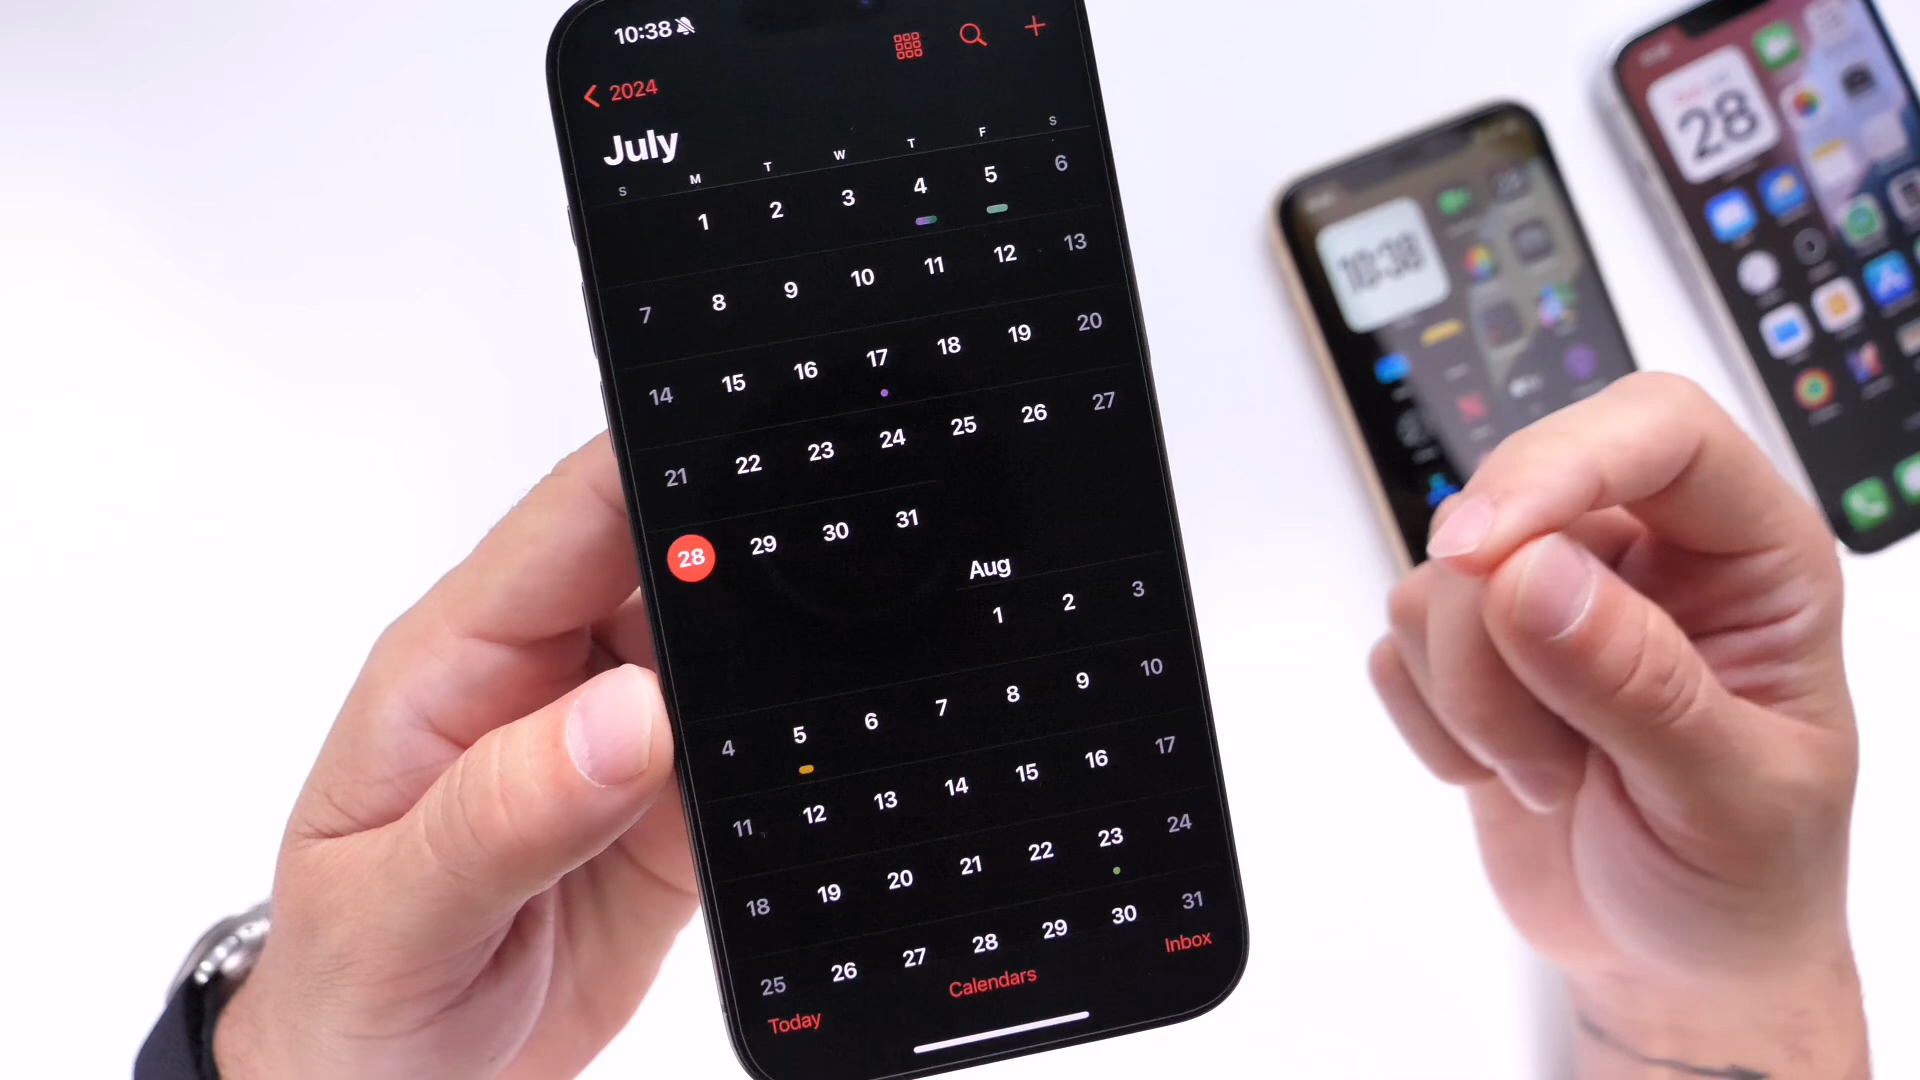 10:38
2024
July
S M T W T F S
1 2 3 4 5 6
7 8 9 10 11 12 13
14 15 16 17 18 19 20
21 22 23 24 25 26 27
28 29 30 31
Aug
1 2 3
4 5 6 7 8 9 10
11 12 13 14 15 16 17
18 19 20 21 22 23 24
25 26 27 28 29 30 31
Today Calendars Inbox
10:38
28